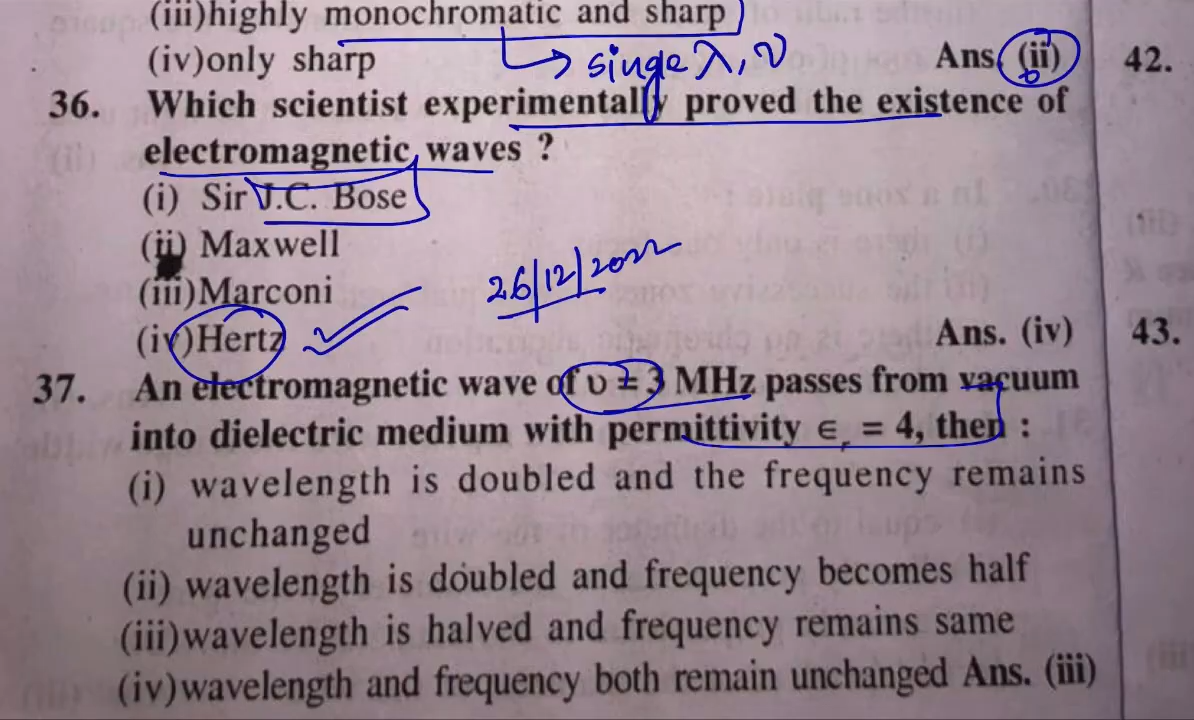 (iii)highly monochromatic and sharp
(iv)only sharp
singe λ, ν
Ans. (ii)
42.
36. Which scientist experimentally proved the existence of
electromagnetic waves ?
(i) Sir J.C. Bose
(ii) Maxwell
26/12/2022
(iii)Marconi
(iv)Hertz
Ans. (iv)
43.
37. An electromagnetic wave of υ = 3 MHz passes from vacuum
into dielectric medium with permittivity ∈r = 4, then :
(i) wavelength is doubled and the frequency remains
unchanged
(ii) wavelength is doubled and frequency becomes half
(iii)wavelength is halved and frequency remains same
(iv)wavelength and frequency both remain unchanged Ans. (iii)